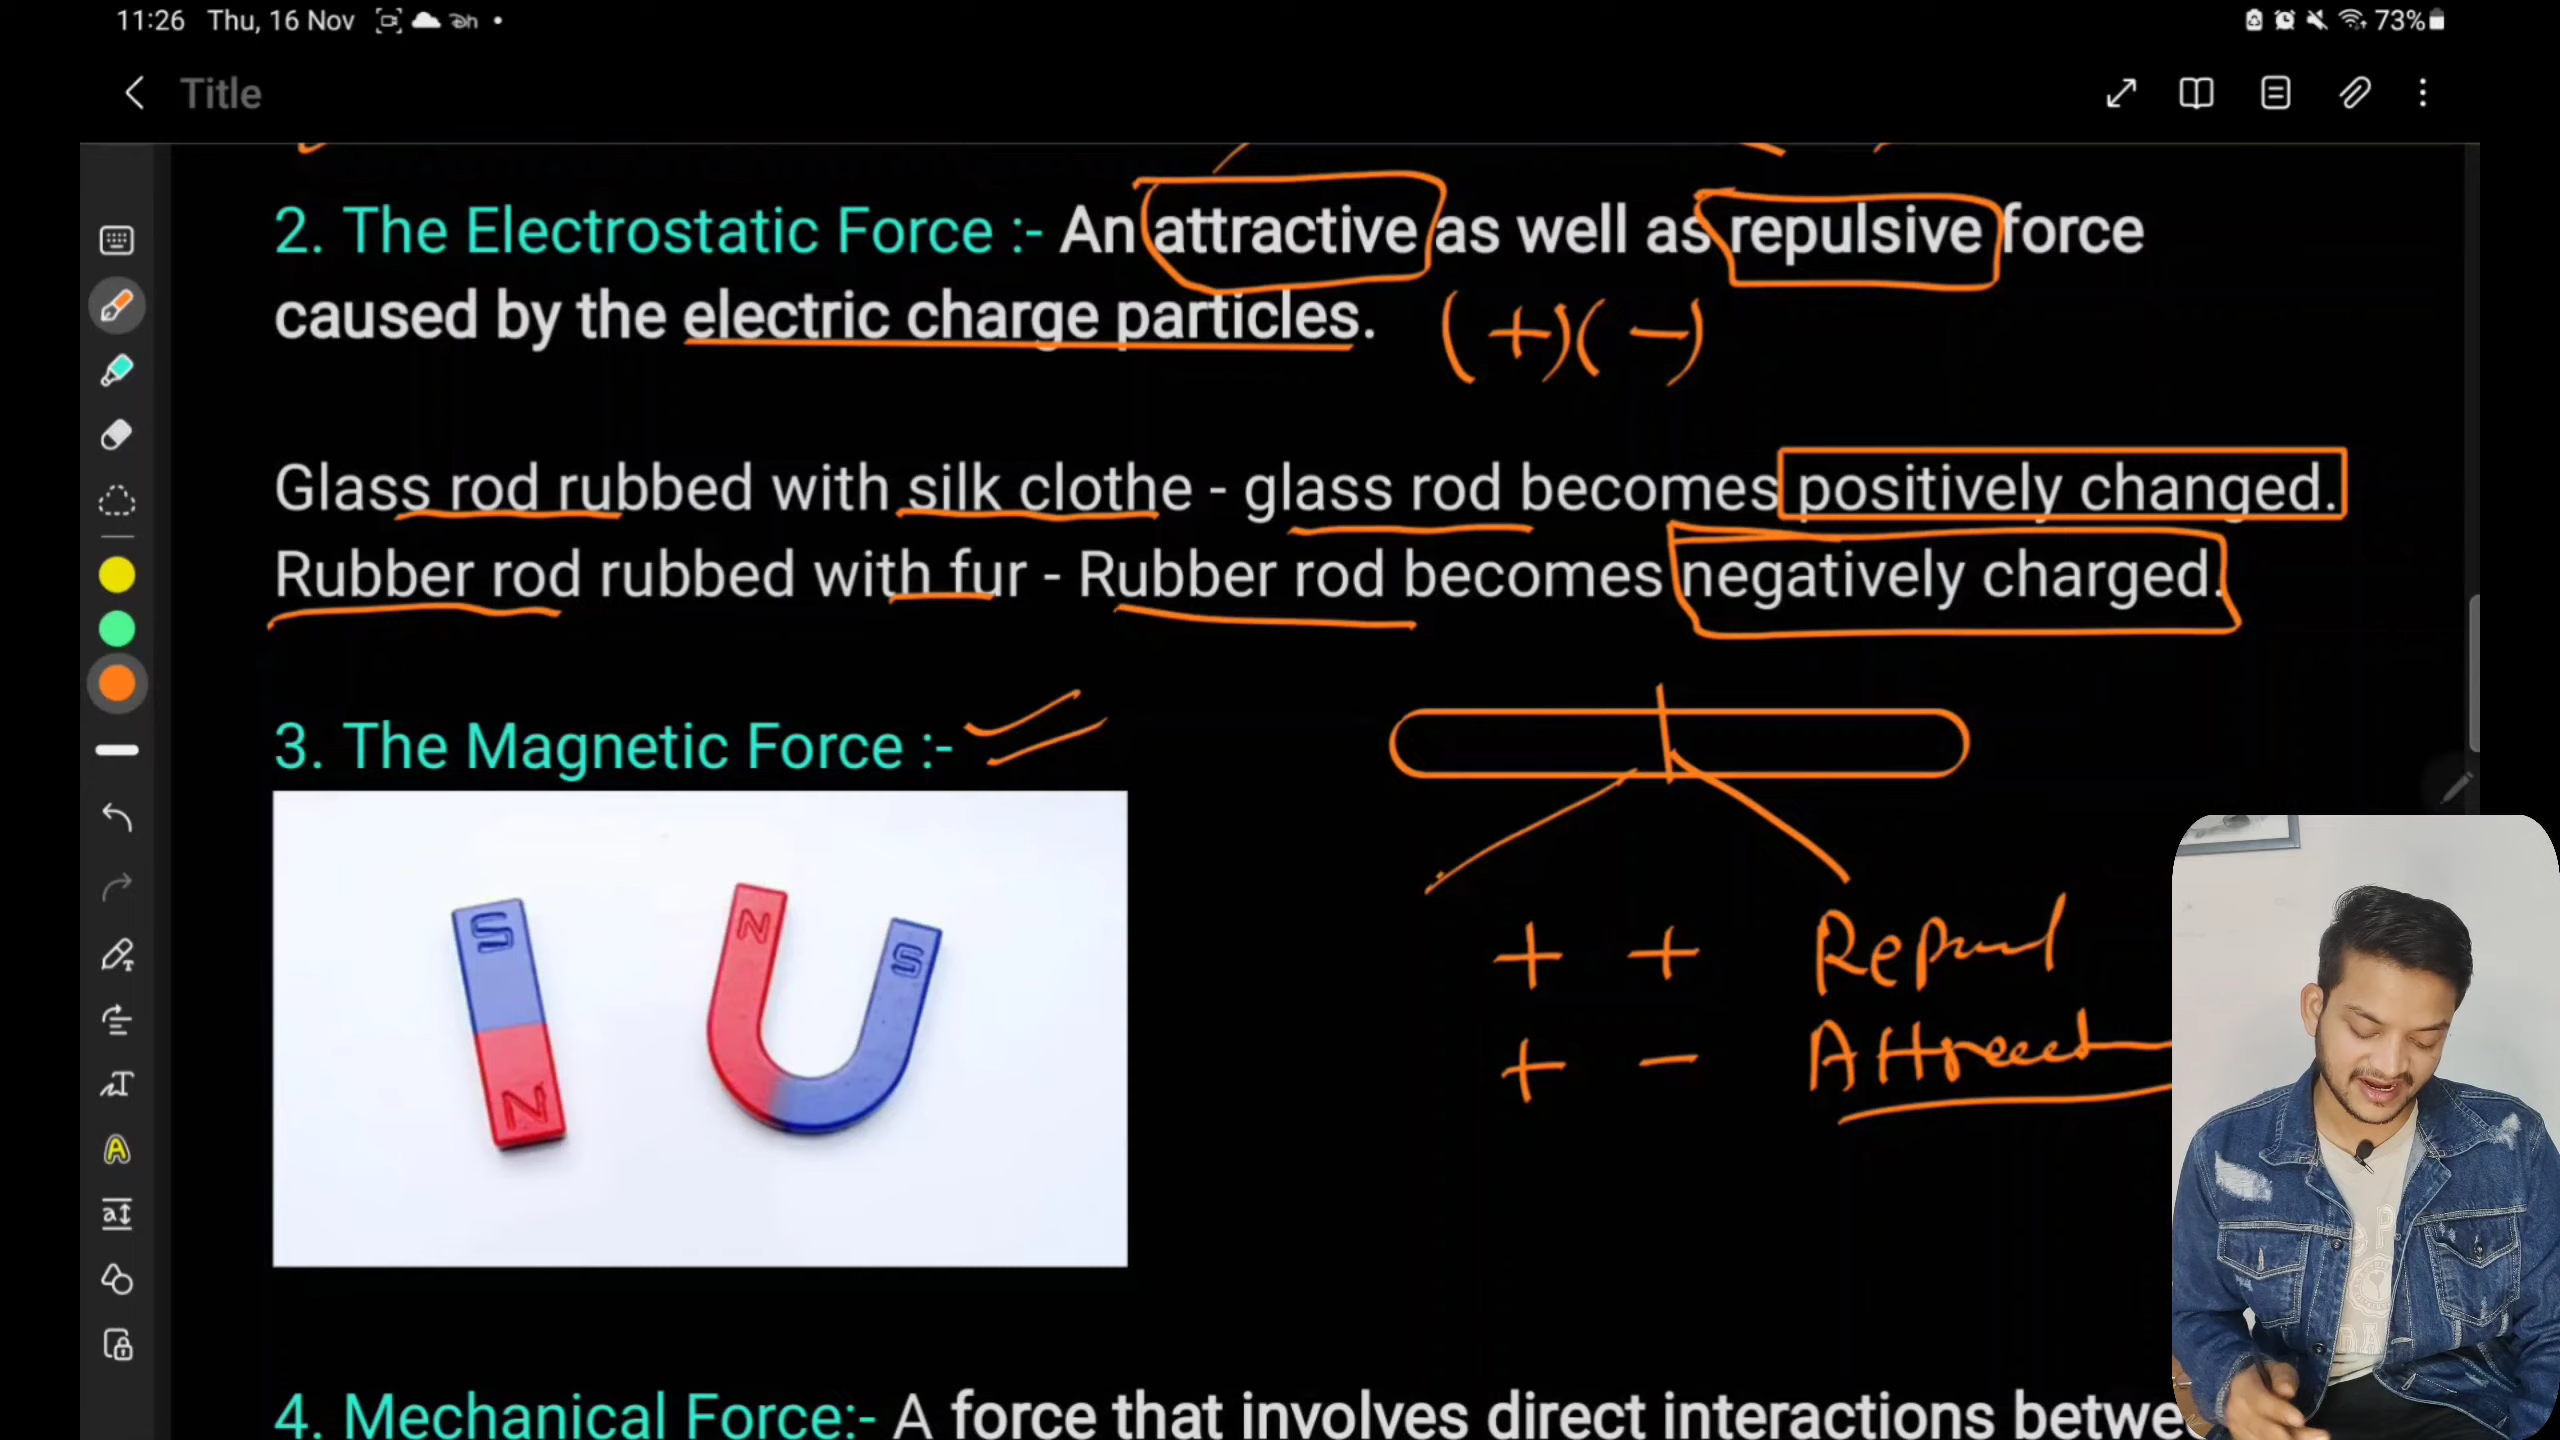 11:26 Thu, 16 Nov 73%
Title
2. The Electrostatic Force :- An attractive as well as repulsive force
caused by the electric charge particles. (+)(-)
Glass rod rubbed with silk clothe - glass rod becomes positively changed.
Rubber rod rubbed with fur - Rubber rod becomes negatively charged.
3. The Magnetic Force :-
S
N
N
S
+ + Repul
+ - Attreect
4. Mechanical Force:- A force that involves direct interactions betwe